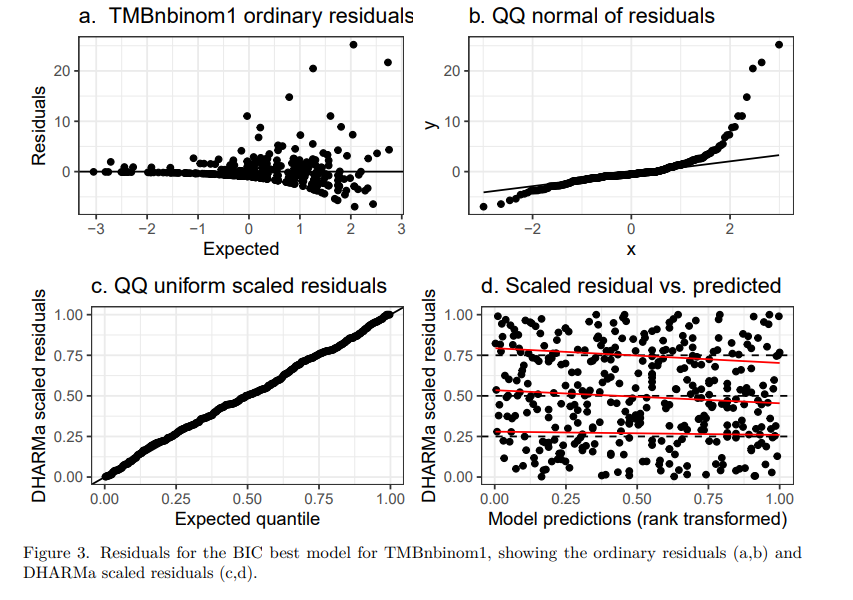 a.  TMBnbinom1 ordinary residuals
Residuals
20
10
0
−3 −2 −1 0 1 2 3
Expected
b. QQ normal of residuals
y
20
10
0
−2 0 2
x
c. QQ uniform scaled residuals
DHARMa scaled residuals
1.00
0.75
0.50
0.25
0.00
0.00 0.25 0.50 0.75 1.00
Expected quantile
d. Scaled residual vs. predicted
DHARMa scaled residuals
1.00
0.75
0.50
0.25
0.00
0.00 0.25 0.50 0.75 1.00
Model predictions (rank transformed)
Figure 3. Residuals for the BIC best model for TMBnbinom1, showing the ordinary residuals (a,b) and
DHARMa scaled residuals (c,d).